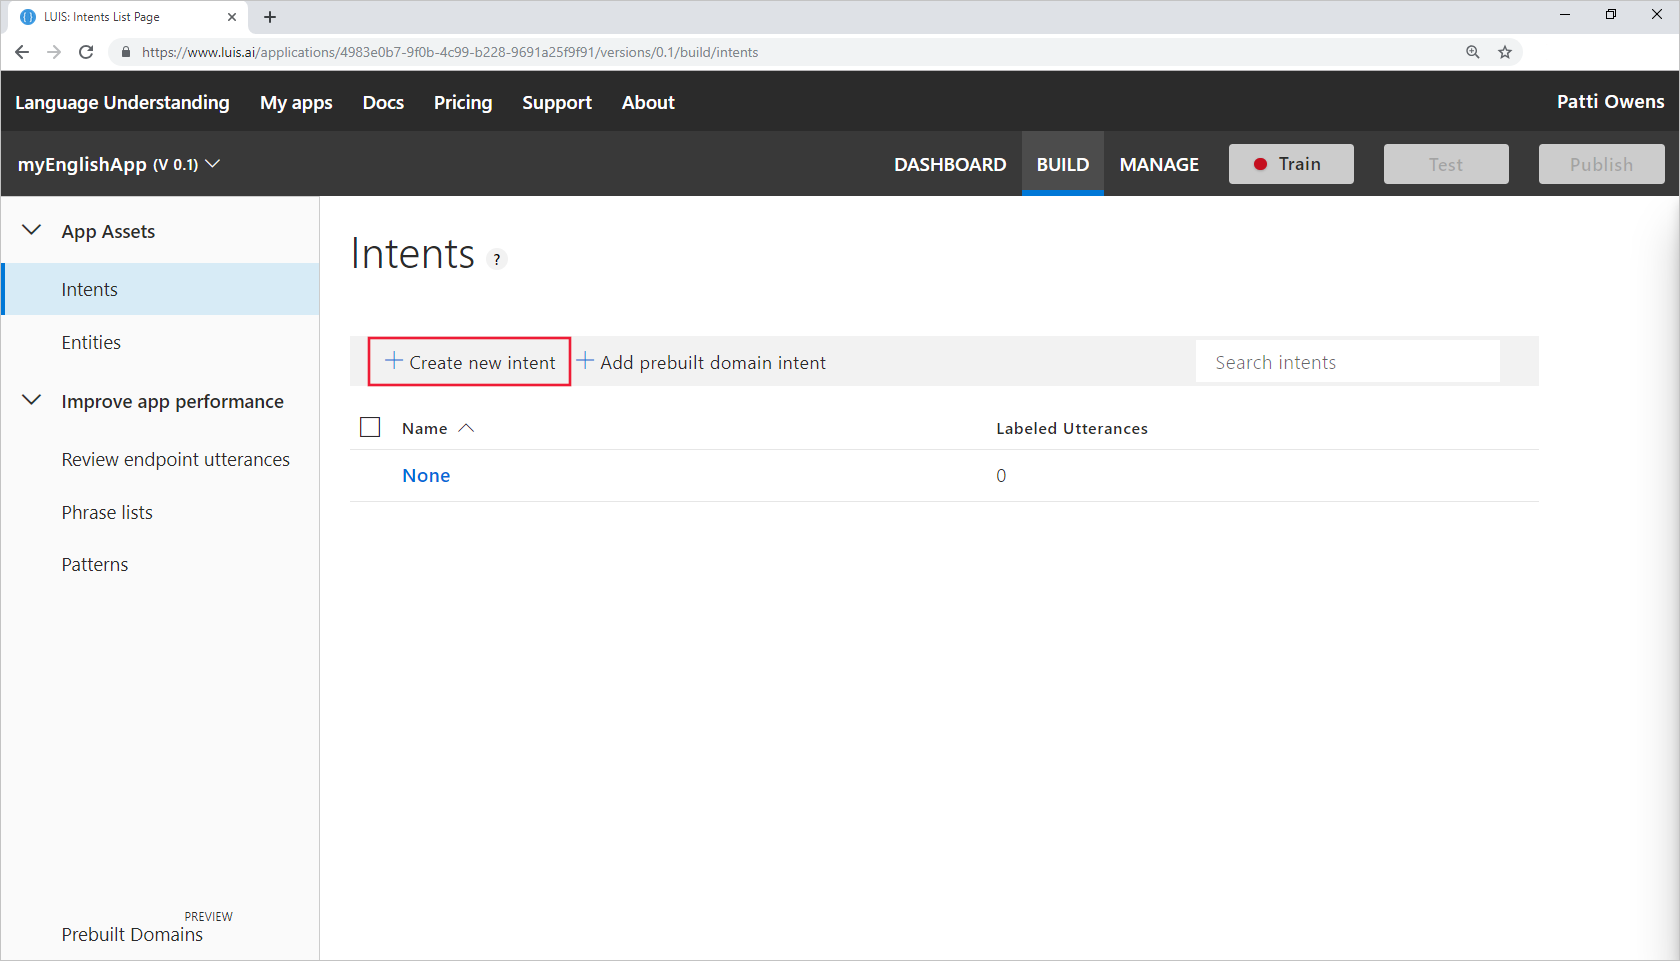 LUIS: Intents List Page
https://www.luis.ai/applications/4983e0b7-9f0b-4c99-b228-9691a25f9f91/versions/0.1/build/intents
Language Understanding My apps Docs Pricing Support About Patti Owens
myEnglishApp (V 0.1) DASHBOARD BUILD MANAGE Train Test Publish
App Assets
Intents
Entities
Improve app performance
Review endpoint utterances
Phrase lists
Patterns
PREVIEW
Prebuilt Domains
Intents ?
Create new intent Add prebuilt domain intent Search intents
Name Labeled Utterances
None 0